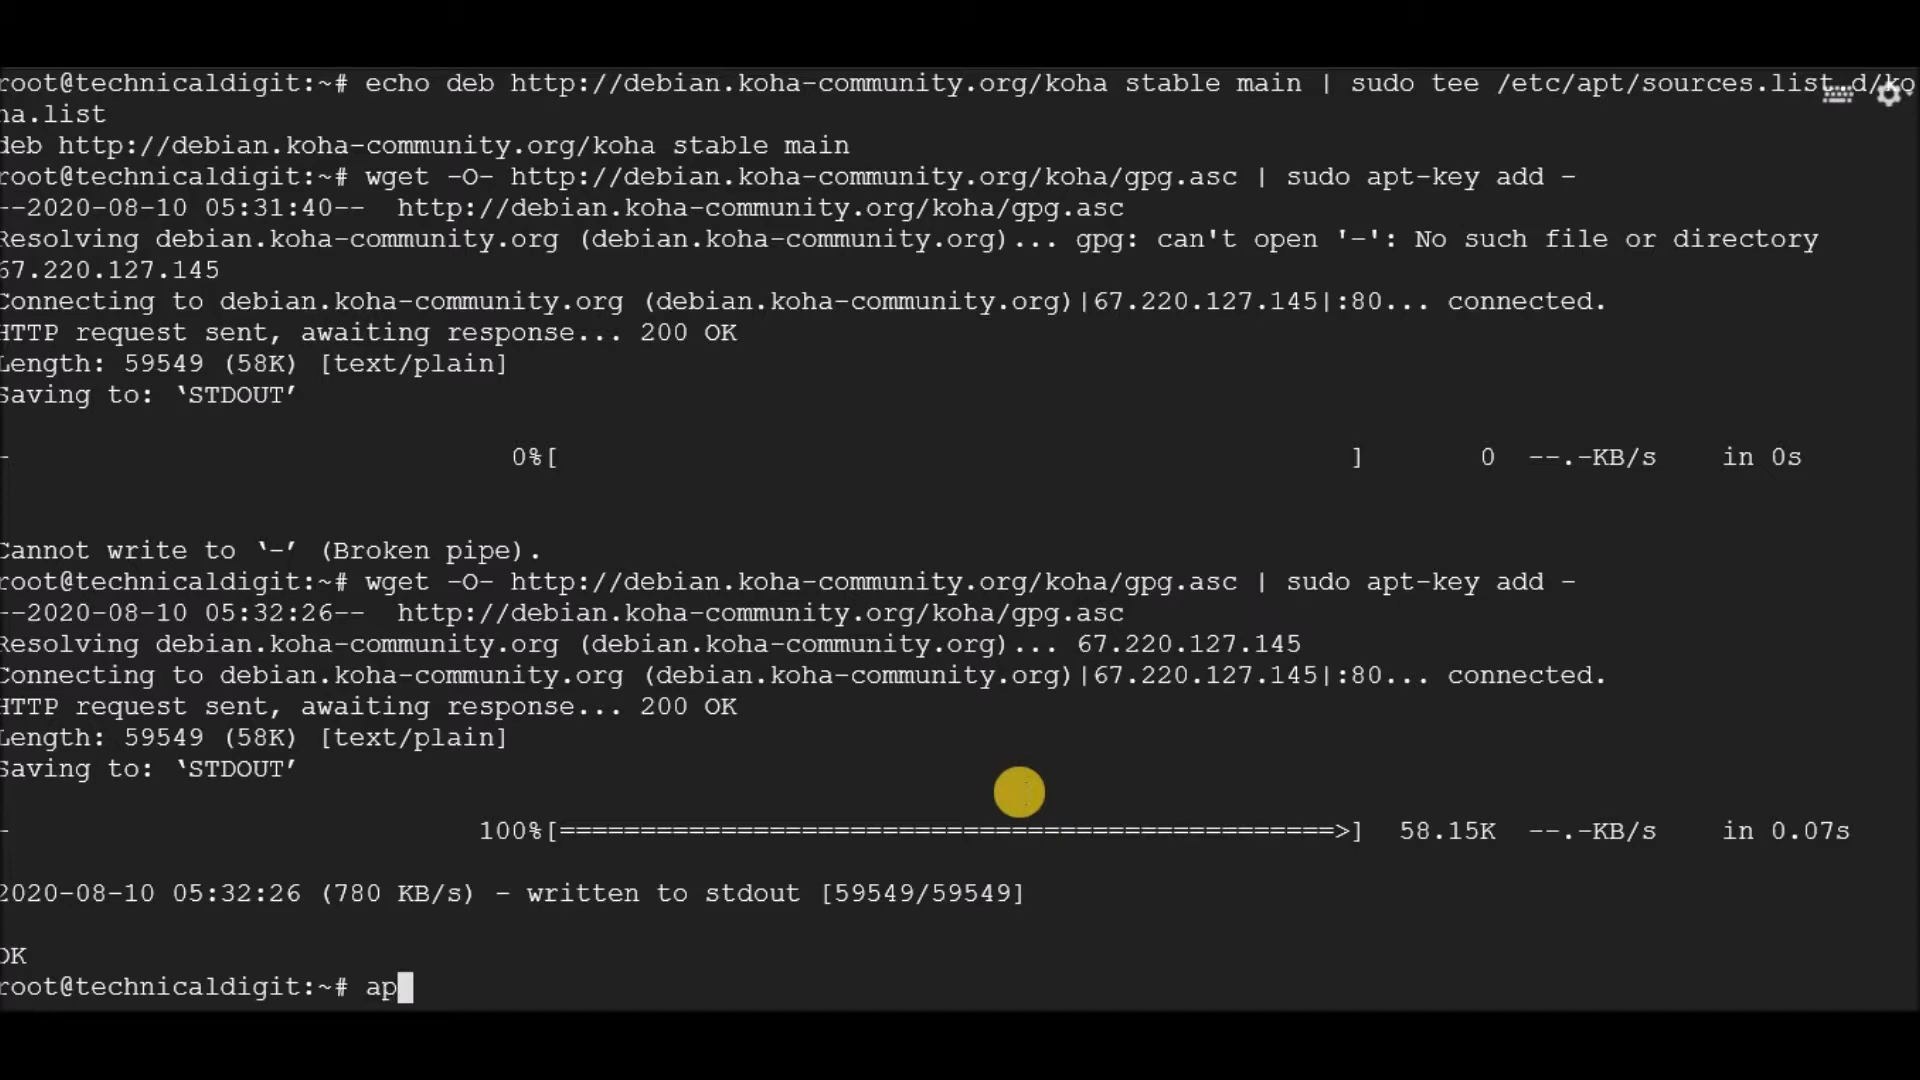 root@technicaldigit:~# echo deb http://debian.koha-community.org/koha stable main | sudo tee /etc/apt/sources.list.d/ko
ha.list
deb http://debian.koha-community.org/koha stable main
root@technicaldigit:~# wget -O- http://debian.koha-community.org/koha/gpg.asc | sudo apt-key add -
--2020-08-10 05:31:40--  http://debian.koha-community.org/koha/gpg.asc
Resolving debian.koha-community.org (debian.koha-community.org)... gpg: can't open '-': No such file or directory
67.220.127.145
Connecting to debian.koha-community.org (debian.koha-community.org)|67.220.127.145|:80... connected.
HTTP request sent, awaiting response... 200 OK
Length: 59549 (58K) [text/plain]
Saving to: ‘STDOUT’
- 0%[ ] 0 --.-KB/s in 0s
Cannot write to ‘-’ (Broken pipe).
root@technicaldigit:~# wget -O- http://debian.koha-community.org/koha/gpg.asc | sudo apt-key add -
--2020-08-10 05:32:26--  http://debian.koha-community.org/koha/gpg.asc
Resolving debian.koha-community.org (debian.koha-community.org)... 67.220.127.145
Connecting to debian.koha-community.org (debian.koha-community.org)|67.220.127.145|:80... connected.
HTTP request sent, awaiting response... 200 OK
Length: 59549 (58K) [text/plain]
Saving to: ‘STDOUT’
- 100%[================================================>] 58.15K --.-KB/s in 0.07s
2020-08-10 05:32:26 (780 KB/s) - written to stdout [59549/59549]
OK
root@technicaldigit:~# ap